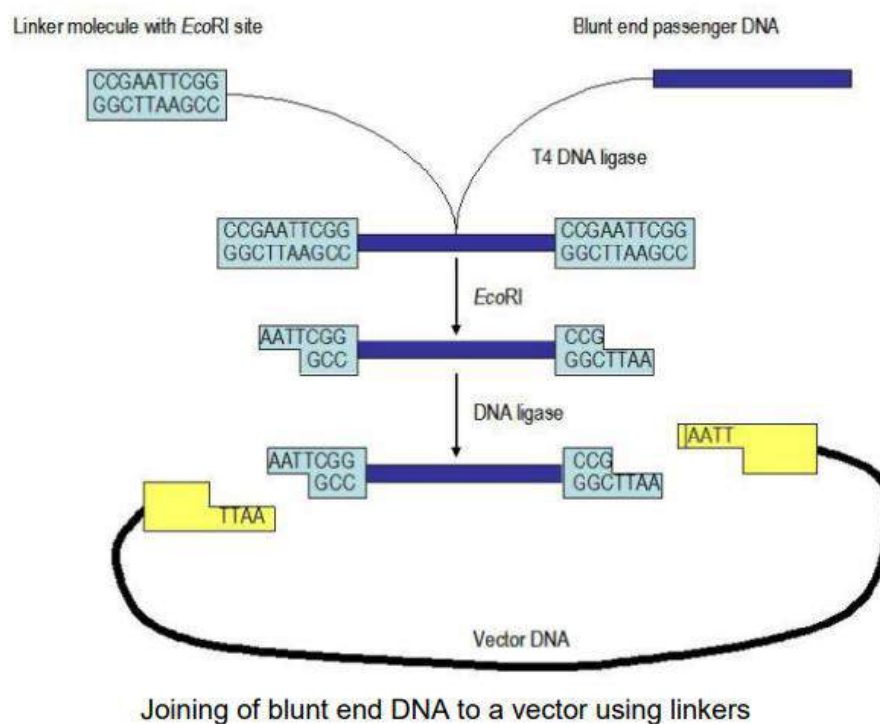 Linker molecule with EcoRI site
Blunt end passenger DNA
CCGAATTCGG
GGCTTAAGCC
T4 DNA ligase
CCGAATTCGG
GGCTTAAGCC
CCGAATTCGG
GGCTTAAGCC
EcoRI
AATTCGG
GCC
CCG
GGCTTAA
DNA ligase
AATT
AATTCGG
GCC
CCG
GGCTTAA
TTAA
Vector DNA
Joining of blunt end DNA to a vector using linkers